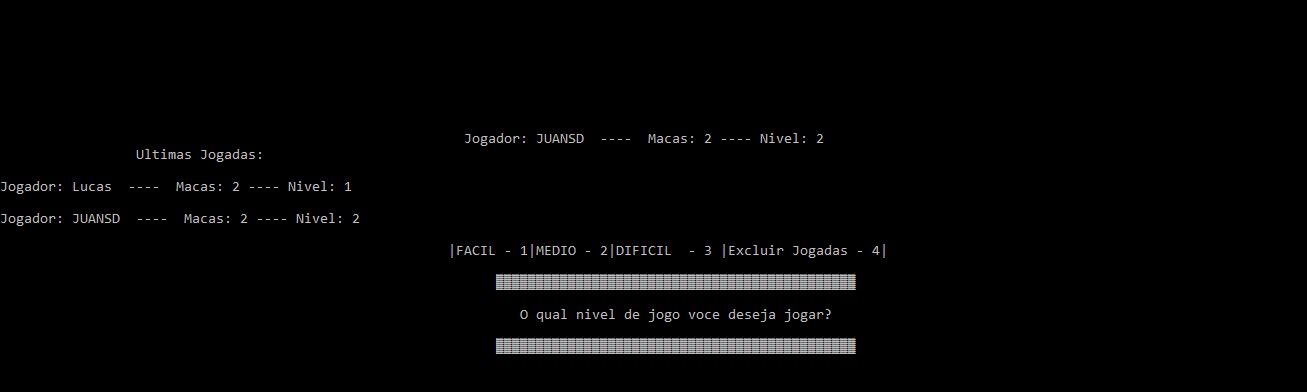 Jogador: JUANSD  ----  Macas: 2 ---- Nivel: 2
Ultimas Jogadas:
Jogador: Lucas  ----  Macas: 2 ---- Nivel: 1
Jogador: JUANSD  ----  Macas: 2 ---- Nivel: 2
|FACIL - 1|MEDIO - 2|DIFICIL  - 3 |Excluir Jogadas - 4|
O qual nivel de jogo voce deseja jogar?